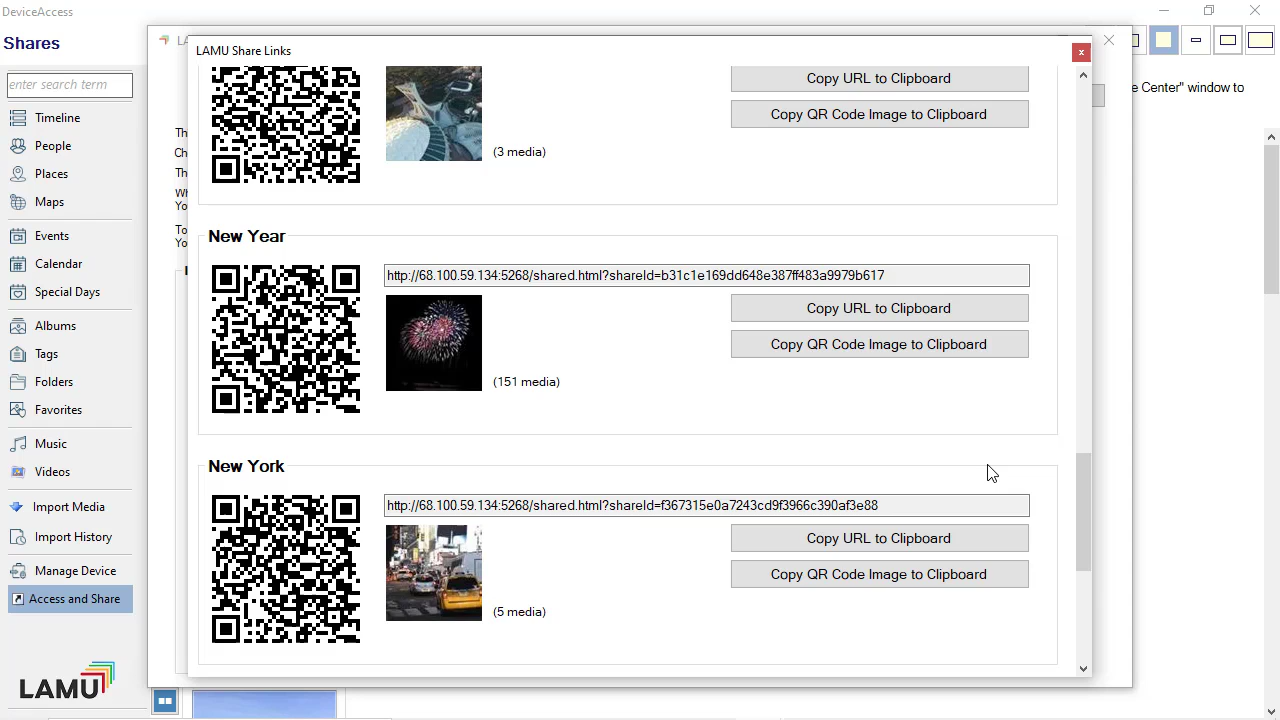 DeviceAccess
Shares
enter search term
Timeline
People
Places
Maps
Events
Calendar
Special Days
Albums
Tags
Folders
Favorites
Music
Videos
Import Media
Import History
Manage Device
Access and Share
LAMU
e Center" window to
LAMU Share Links
Copy URL to Clipboard
Copy QR Code Image to Clipboard
(3 media)
New Year
http://68.100.59.134:5268/shared.html?shareId=b31c1e169dd648e387ff483a9979b617
Copy URL to Clipboard
Copy QR Code Image to Clipboard
(151 media)
New York
http://68.100.59.134:5268/shared.html?shareId=f367315e0a7243cd9f3966c390af3e88
Copy URL to Clipboard
Copy QR Code Image to Clipboard
(5 media)